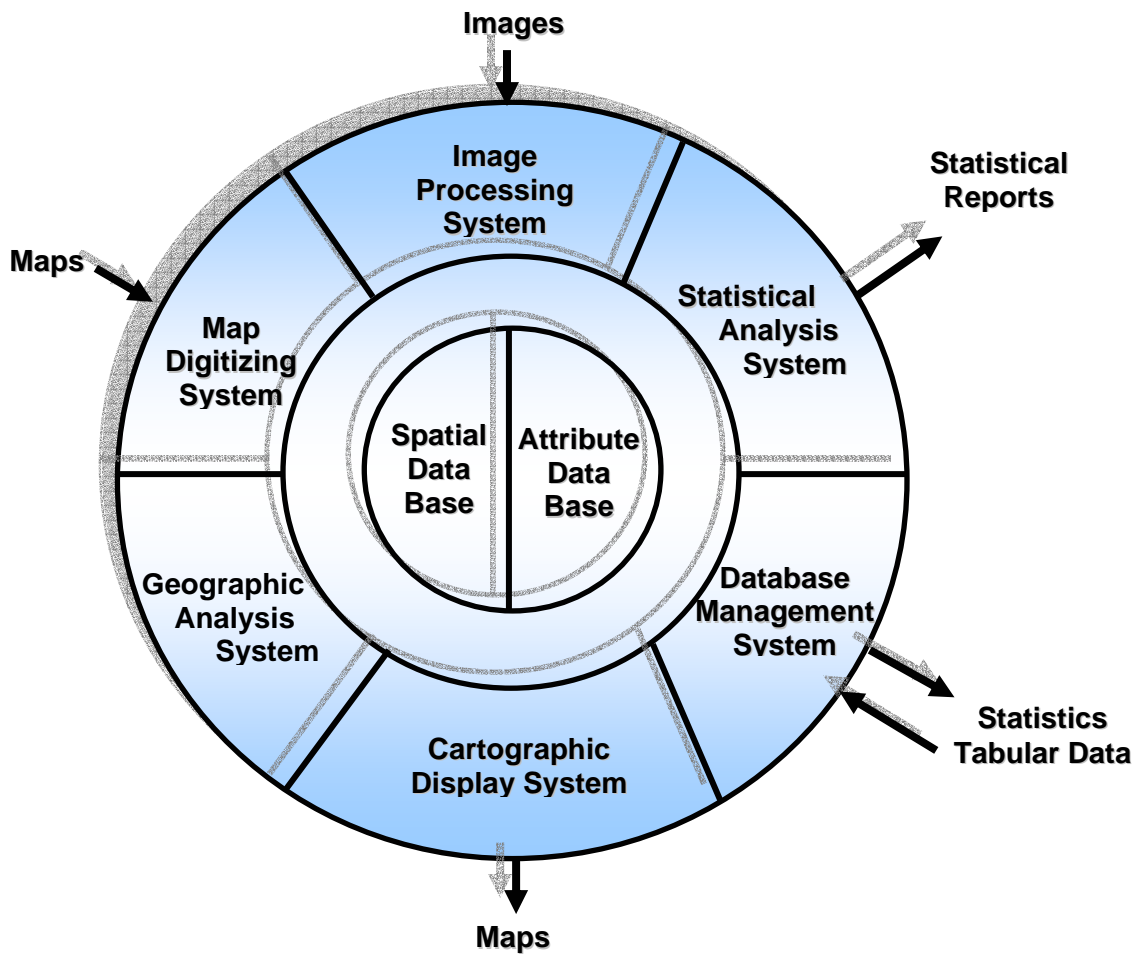 Images
Image
Processing
System
Statistical
Reports
Maps
Statistical
Analysis
System
Map
Digitizing
System
Spatial
Data
Base
Attribute
Data
Base
Geographic
Analysis
System
Database
Management
System
Statistics
Tabular Data
Cartographic
Display System
Maps